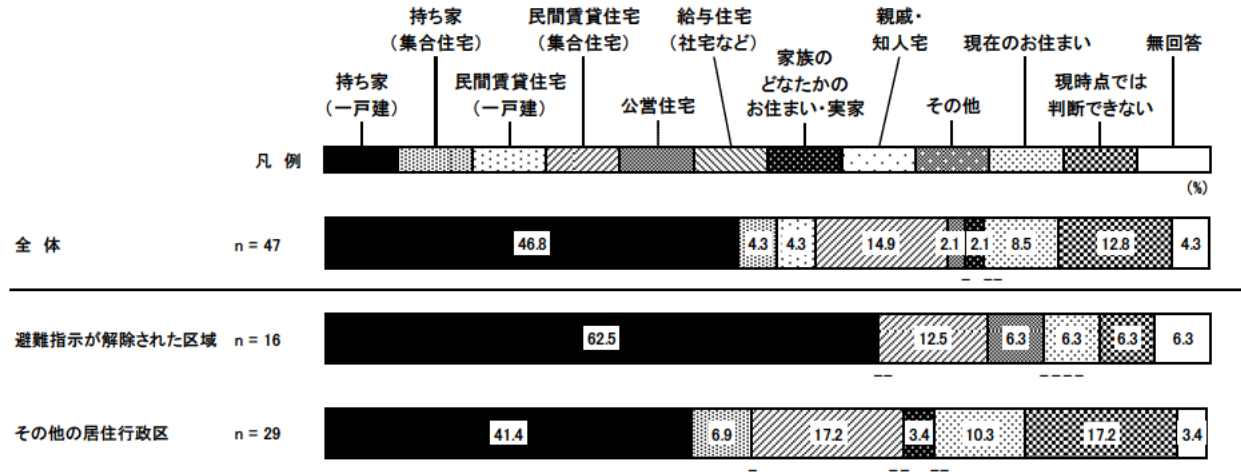 持ち家
（集合住宅）
民間賃貸住宅
（集合住宅）
給与住宅
（社宅など）
親戚・
知人宅
現在のお住まい
無回答
持ち家
（一戸建）
民間賃貸住宅
（一戸建）
公営住宅
家族の
どなたかの
お住まい・実家
その他
現時点では
判断できない
凡 例
(%)
全 体 n = 47 46.8 4.3 4.3 14.9 2.1 2.1 8.5 12.8 4.3
避難指示が解除された区域 n = 16 62.5 12.5 6.3 6.3 6.3 6.3
その他の居住行政区 n = 29 41.4 6.9 17.2 3.4 10.3 17.2 3.4